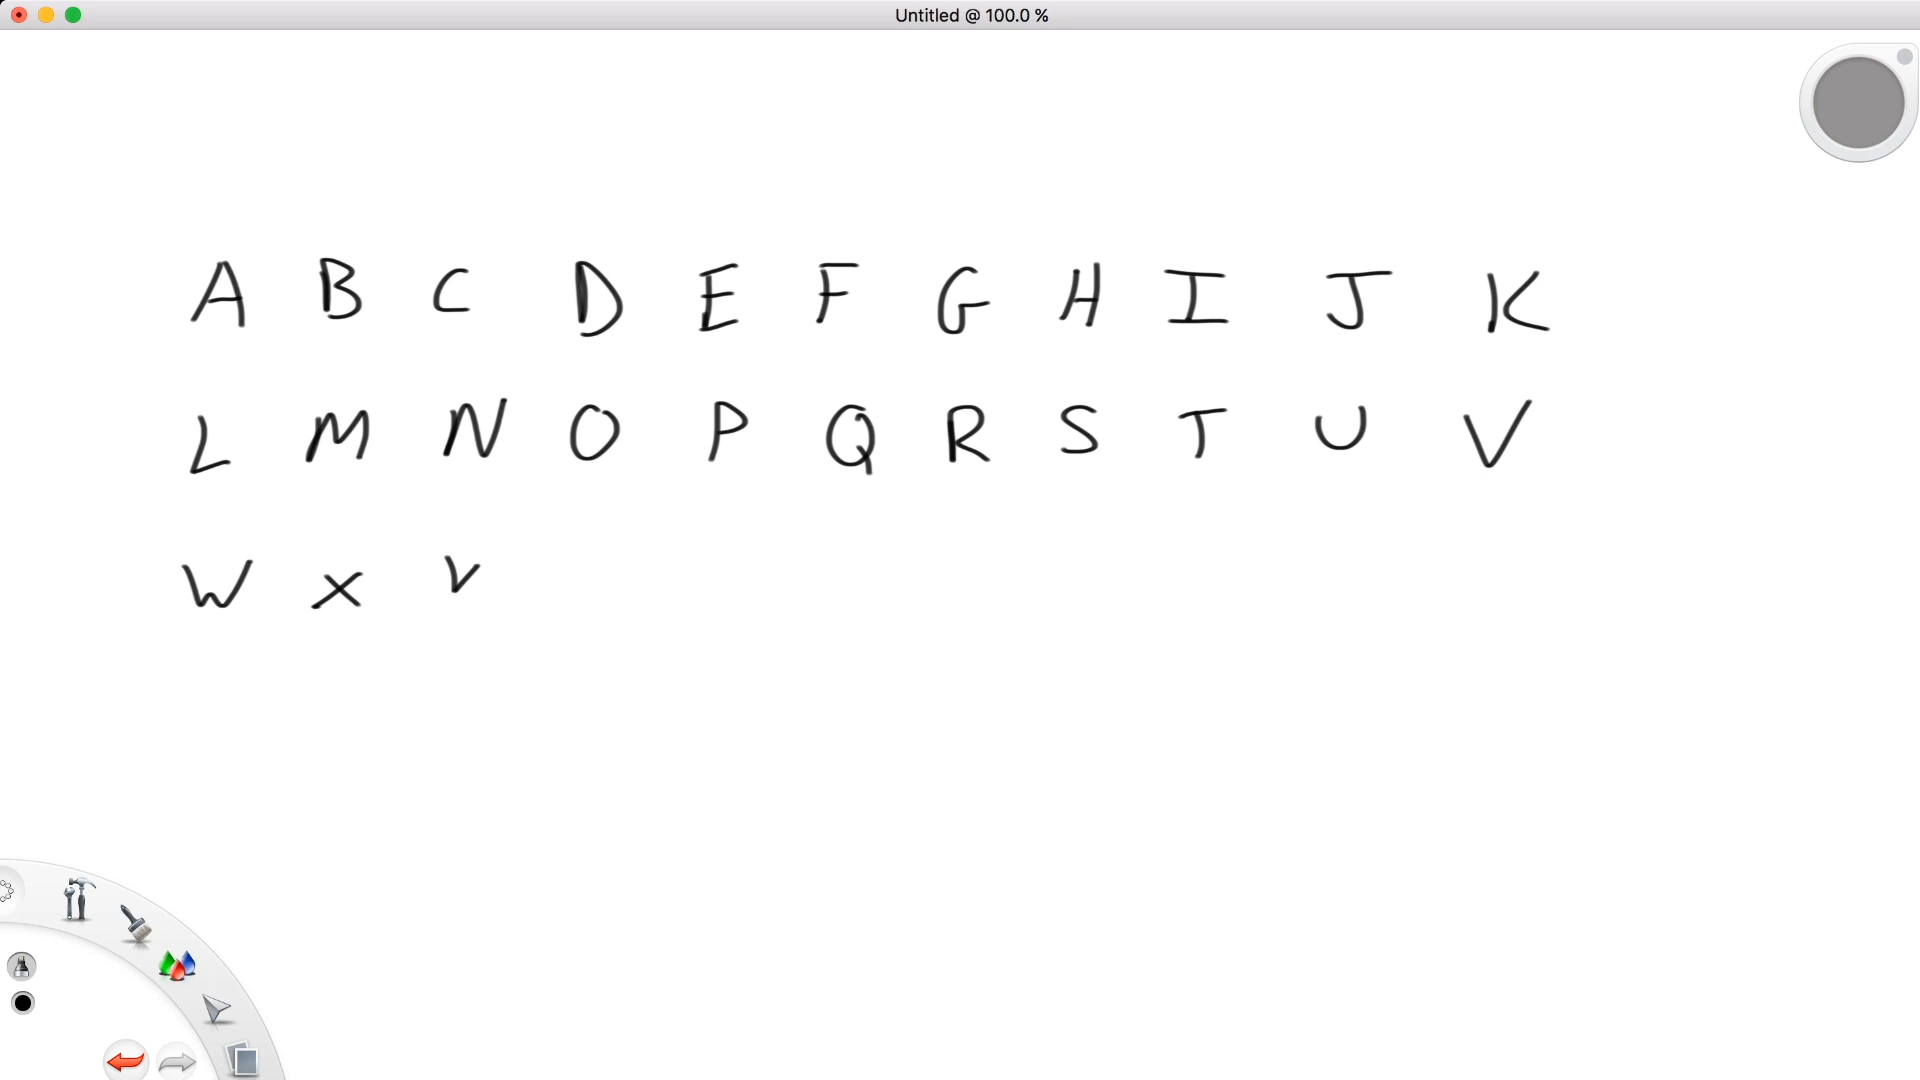 Untitled @ 100.0 %
A B C D E F G H I J K
L M N O P Q R S T U V
W X V